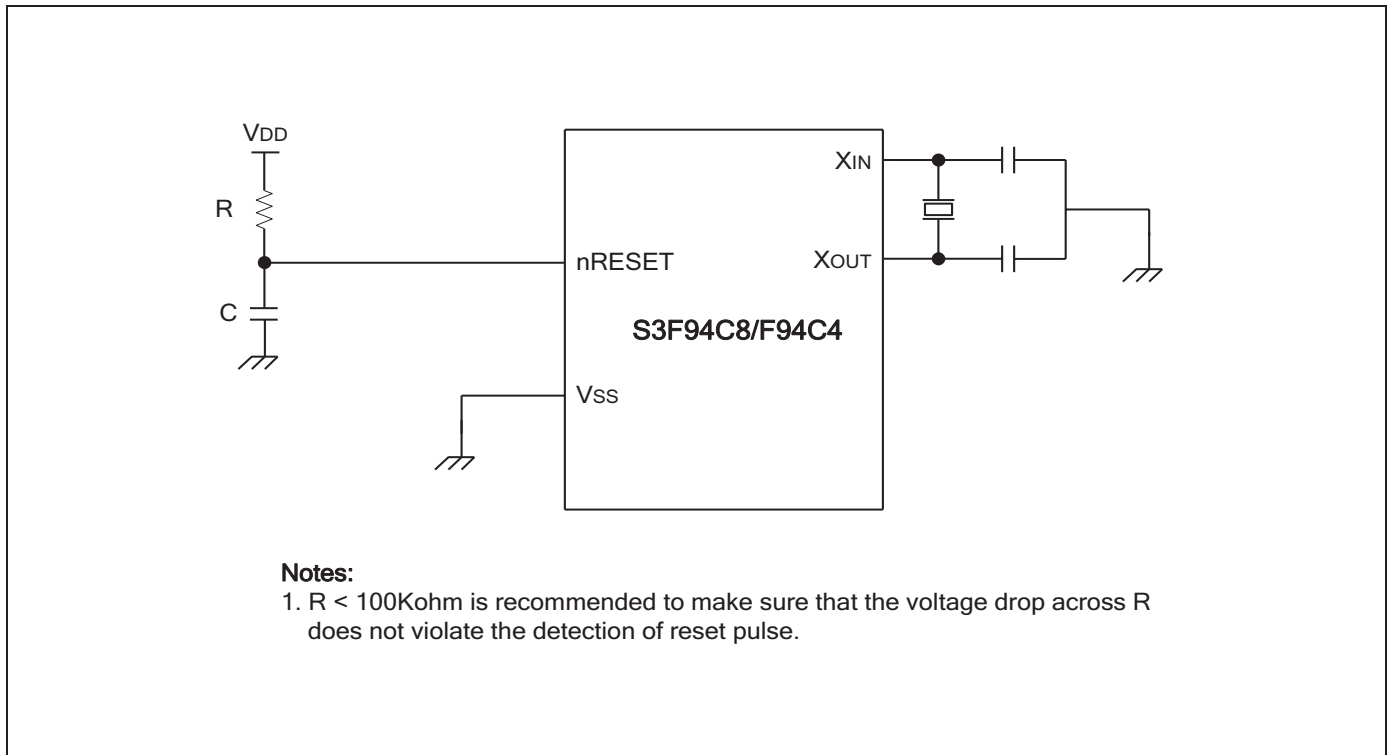 VDD
R
C
nRESET
VSS
XIN
XOUT
S3F94C8/F94C4
Notes:
1. R < 100Kohm is recommended to make sure that the voltage drop across R
does not violate the detection of reset pulse.